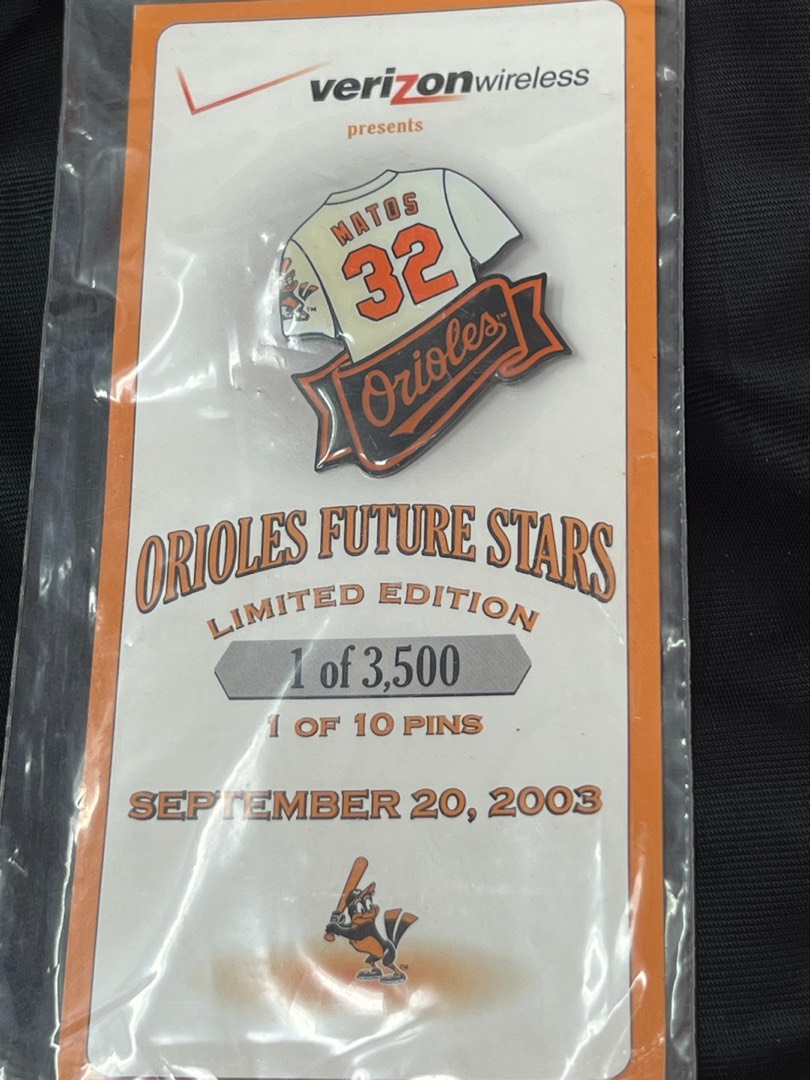 verizonwireless
presents
MATOS
32
Orioles™
ORIOLES FUTURE STARS
LIMITED EDITION
1 of 3,500
1 OF 10 PINS
SEPTEMBER 20, 2003